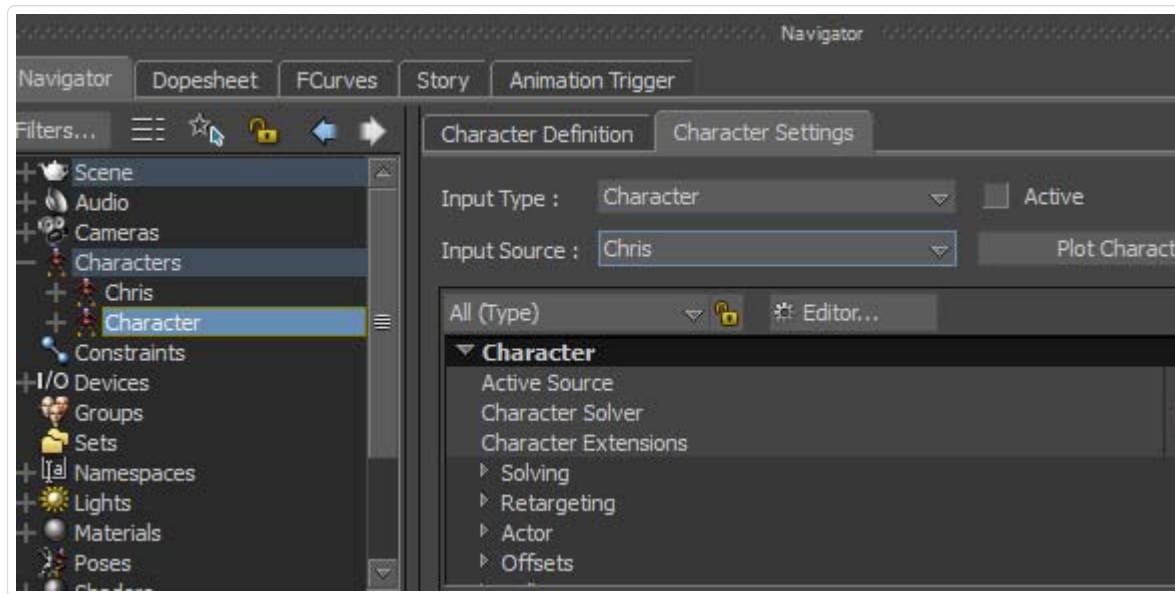 Navigator
Navigator Dopesheet FCurves Story Animation Trigger
Filters...
Character Definition Character Settings
Scene
Audio
Cameras
Characters
Chris
Character
Constraints
I/O Devices
Groups
Sets
Namespaces
Lights
Materials
Poses
Input Type : Character Active
Input Source : Chris Plot Charact
All (Type) Editor...
Character
Active Source
Character Solver
Character Extensions
Solving
Retargeting
Actor
Offsets